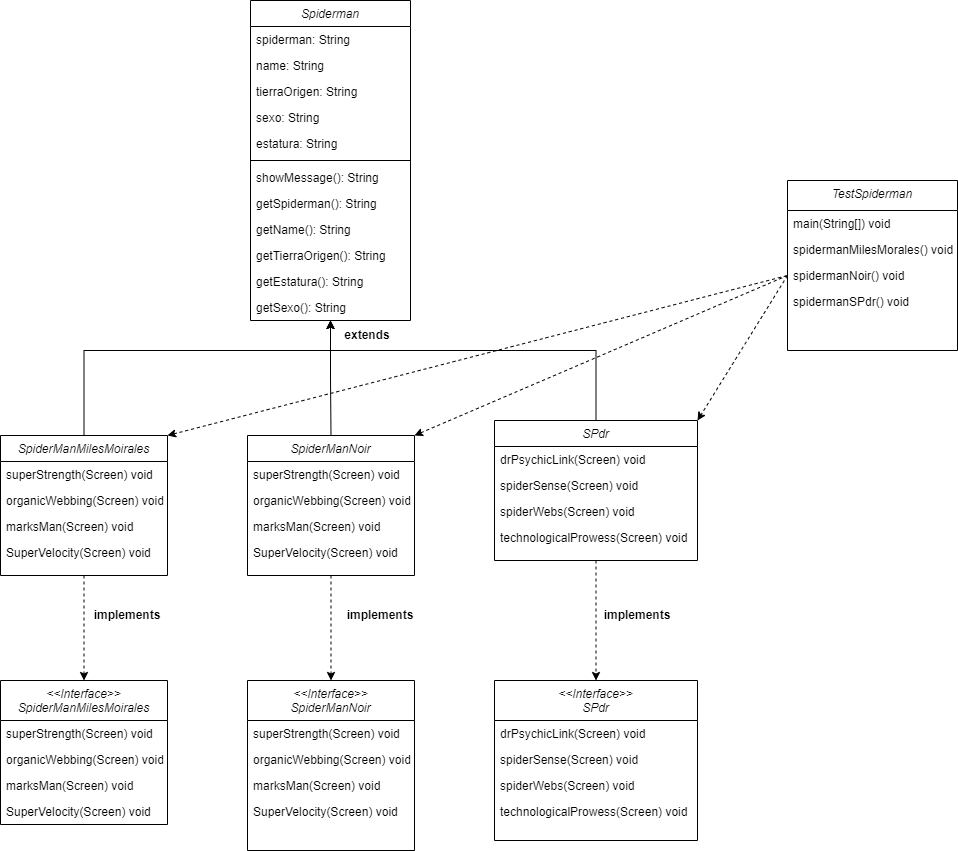 Spiderman
spiderman: String
name: String
tierraOrigen: String
sexo: String
estatura: String
showMessage(): String
getSpiderman(): String
getName(): String
getTierraOrigen(): String
getEstatura(): String
getSexo(): String
TestSpiderman
main(String[]) void
spidermanMilesMorales() void
spidermanNoir() void
spidermanSPdr() void
extends
SpiderManMilesMoirales
superStrength(Screen) void
organicWebbing(Screen) void
marksMan(Screen) void
SuperVelocity(Screen) void
SpiderManNoir
superStrength(Screen) void
organicWebbing(Screen) void
marksMan(Screen) void
SuperVelocity(Screen) void
SPdr
drPsychicLink(Screen) void
spiderSense(Screen) void
spiderWebs(Screen) void
technologicalProwess(Screen) void
implements
implements
implements
<<Interface>>
SpiderManMilesMoirales
superStrength(Screen) void
organicWebbing(Screen) void
marksMan(Screen) void
SuperVelocity(Screen) void
<<Interface>>
SpiderManNoir
superStrength(Screen) void
organicWebbing(Screen) void
marksMan(Screen) void
SuperVelocity(Screen) void
<<Interface>>
SPdr
drPsychicLink(Screen) void
spiderSense(Screen) void
spiderWebs(Screen) void
technologicalProwess(Screen) void